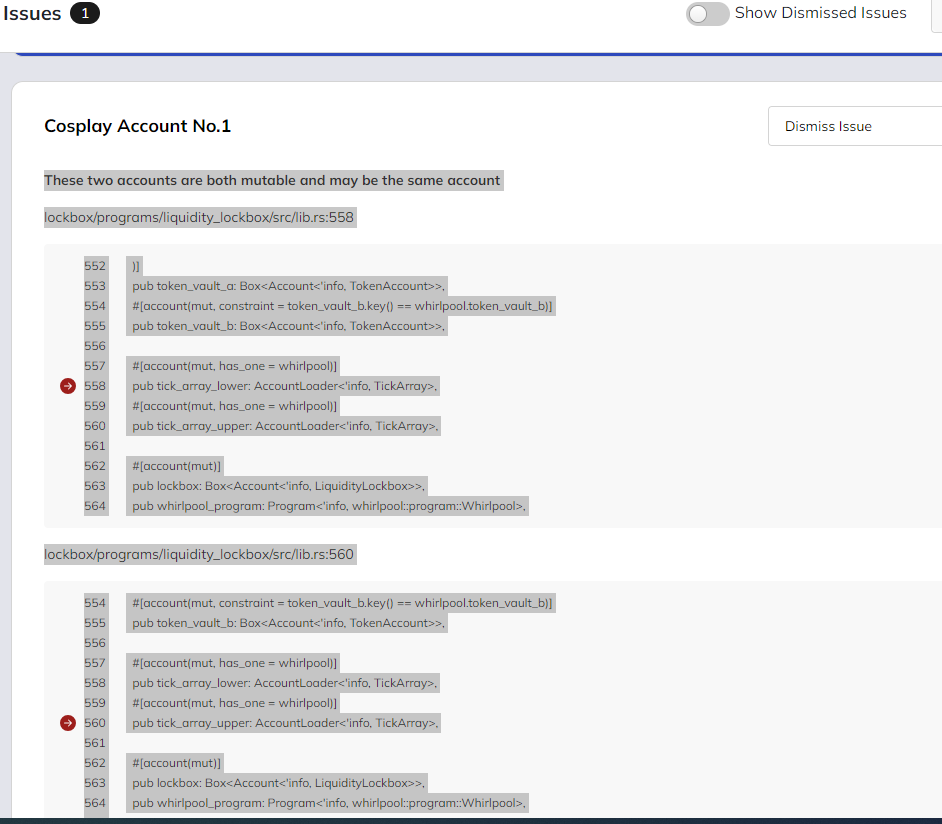 Issues 1
Show Dismissed Issues
Cosplay Account No.1
Dismiss Issue
These two accounts are both mutable and may be the same account
lockbox/programs/liquidity_lockbox/src/lib.rs:558
552 )]
553 pub token_vault_a: Box<Account<'info, TokenAccount>>,
554 #[account(mut, constraint = token_vault_b.key() == whirlpool.token_vault_b)]
555 pub token_vault_b: Box<Account<'info, TokenAccount>>,
556
557 #[account(mut, has_one = whirlpool)]
558 pub tick_array_lower: AccountLoader<'info, TickArray>,
559 #[account(mut, has_one = whirlpool)]
560 pub tick_array_upper: AccountLoader<'info, TickArray>,
561
562 #[account(mut)]
563 pub lockbox: Box<Account<'info, LiquidityLockbox>>,
564 pub whirlpool_program: Program<'info, whirlpool::program::Whirlpool>,
lockbox/programs/liquidity_lockbox/src/lib.rs:560
554 #[account(mut, constraint = token_vault_b.key() == whirlpool.token_vault_b)]
555 pub token_vault_b: Box<Account<'info, TokenAccount>>,
556
557 #[account(mut, has_one = whirlpool)]
558 pub tick_array_lower: AccountLoader<'info, TickArray>,
559 #[account(mut, has_one = whirlpool)]
560 pub tick_array_upper: AccountLoader<'info, TickArray>,
561
562 #[account(mut)]
563 pub lockbox: Box<Account<'info, LiquidityLockbox>>,
564 pub whirlpool_program: Program<'info, whirlpool::program::Whirlpool>,